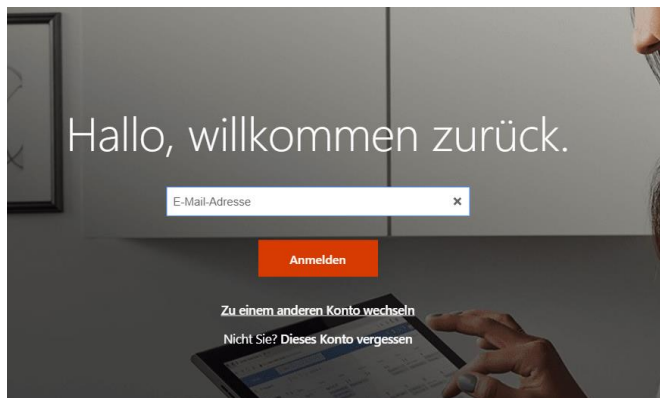 Hallo, willkommen zurück.
E-Mail-Adresse
Anmelden
Zu einem anderen Konto wechseln
Nicht Sie? Dieses Konto vergessen